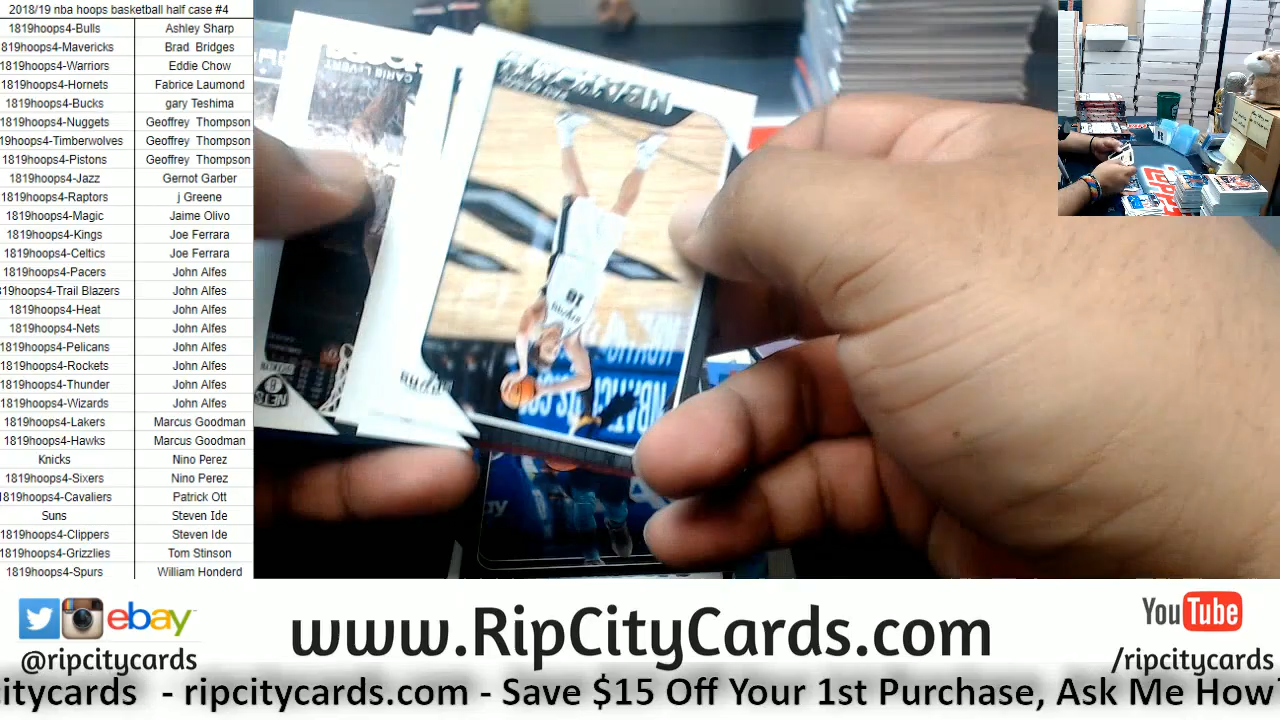 2018/19 nba hoops basketball half case #4
1819hoops4-Bulls Ashley Sharp
819hoops4-Mavericks Brad Bridges
1819hoops4-Warriors Eddie Chow
1819hoops4-Hornets Fabrice Laumond
1819hoops4-Bucks gary Teshima
1819hoops4-Nuggets Geoffrey Thompson
19hoops4-Timberwolves Geoffrey Thompson
1819hoops4-Pistons Geoffrey Thompson
1819hoops4-Jazz Gernot Garber
1819hoops4-Raptors j Greene
1819hoops4-Magic Jaime Olivo
1819hoops4-Kings Joe Ferrara
1819hoops4-Celtics Joe Ferrara
1819hoops4-Pacers John Alfes
19hoops4-Trail Blazers John Alfes
1819hoops4-Heat John Alfes
1819hoops4-Nets John Alfes
1819hoops4-Pelicans John Alfes
1819hoops4-Rockets John Alfes
1819hoops4-Thunder John Alfes
1819hoops4-Wizards John Alfes
1819hoops4-Lakers Marcus Goodman
1819hoops4-Hawks Marcus Goodman
Knicks Nino Perez
1819hoops4-Sixers Nino Perez
1819hoops4-Cavaliers Patrick Ott
Suns Steven Ide
1819hoops4-Clippers Steven Ide
1819hoops4-Grizzlies Tom Stinson
1819hoops4-Spurs William Honderd
CARIS LEVERT
NETS
ebay
@ripcitycards
www.RipCityCards.com
YouTube
/ripcitycards
citycards - ripcitycards.com - Save $15 Off Your 1st Purchase, Ask Me How